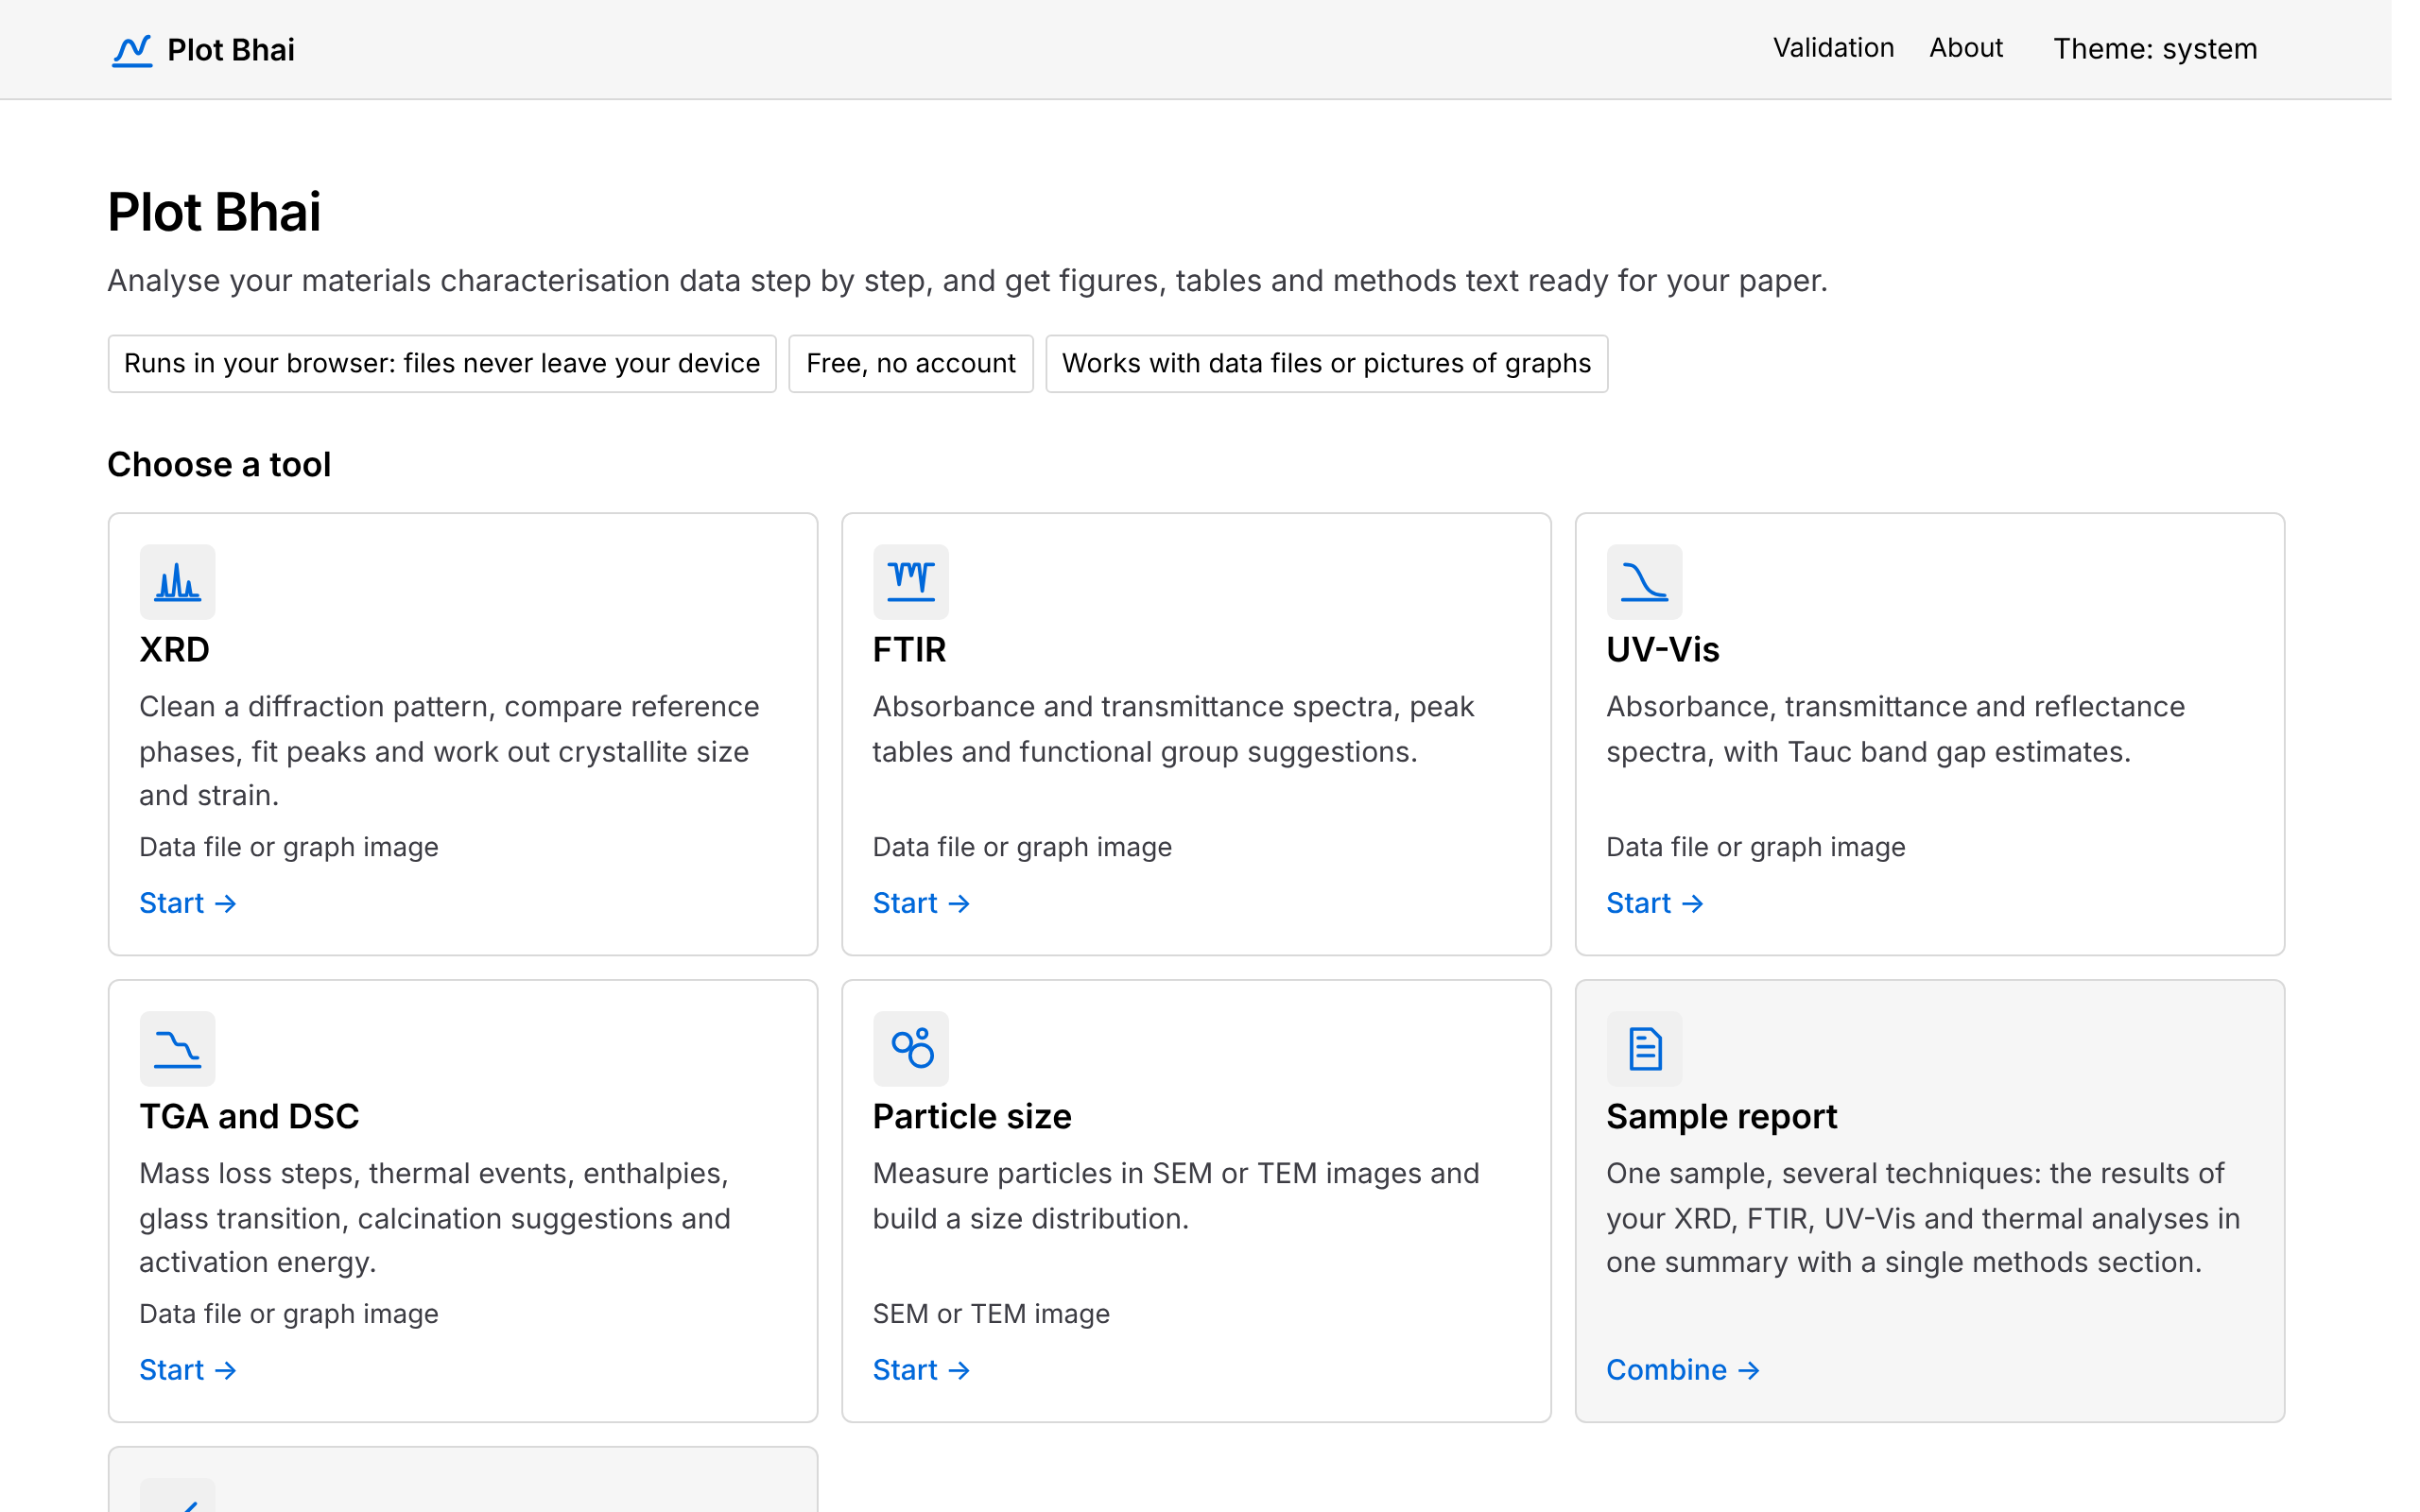 Plot Bhai
Validation
About
Theme: system
Plot Bhai
Analyse your materials characterisation data step by step, and get figures, tables and methods text ready for your paper.
Runs in your browser: files never leave your device
Free, no account
Works with data files or pictures of graphs
Choose a tool
XRD
Clean a diffraction pattern, compare reference
phases, fit peaks and work out crystallite size
and strain.
Data file or graph image
Start →
FTIR
Absorbance and transmittance spectra, peak
tables and functional group suggestions.
Data file or graph image
Start →
UV-Vis
Absorbance, transmittance and reflectance
spectra, with Tauc band gap estimates.
Data file or graph image
Start →
TGA and DSC
Mass loss steps, thermal events, enthalpies,
glass transition, calcination suggestions and
activation energy.
Data file or graph image
Start →
Particle size
Measure particles in SEM or TEM images and
build a size distribution.
SEM or TEM image
Start →
Sample report
One sample, several techniques: the results of
your XRD, FTIR, UV-Vis and thermal analyses in
one summary with a single methods section.
Combine →